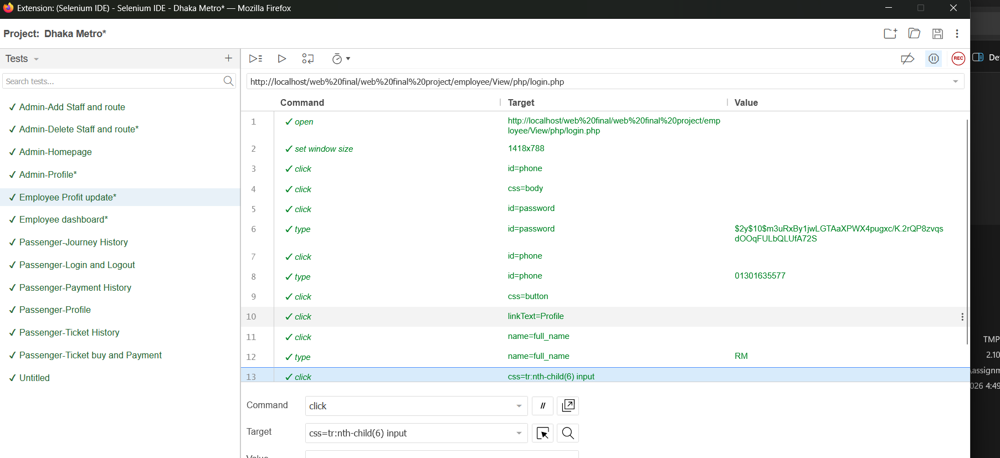 Extension: (Selenium IDE) - Selenium IDE - Dhaka Metro* — Mozilla Firefox
Project: Dhaka Metro*
Tests
Search tests...
✓ Admin-Add Staff and route
✓ Admin-Delete Staff and route*
✓ Admin-Homepage
✓ Admin-Profile*
✓ Employee Profit update*
✓ Employee dashboard*
✓ Passenger-Journey History
✓ Passenger-Login and Logout
✓ Passenger-Payment History
✓ Passenger-Profile
✓ Passenger-Ticket History
✓ Passenger-Ticket buy and Payment
✓ Untitled
REC
http://localhost/web%20final/web%20final%20project/employee/View/php/login.php
Command Target Value
1 ✓ open http://localhost/web%20final/web%20final%20project/emp
loyee/View/php/login.php
2 ✓ set window size 1418x788
3 ✓ click id=phone
4 ✓ click css=body
5 ✓ click id=password
6 ✓ type id=password $2y$10$m3uRxBy1jwLGTAaXPWX4pugxc/K.2rQP8zvqs
dOOqFULbQLUfA72S
7 ✓ click id=phone
8 ✓ type id=phone 01301635577
9 ✓ click css=button
10 ✓ click linkText=Profile
11 ✓ click name=full_name
12 ✓ type name=full_name RM
13 ✓ click css=tr:nth-child(6) input
Command click //
Target css=tr:nth-child(6) input
Value
De
TMP
2.10
\assignm
026 4:49